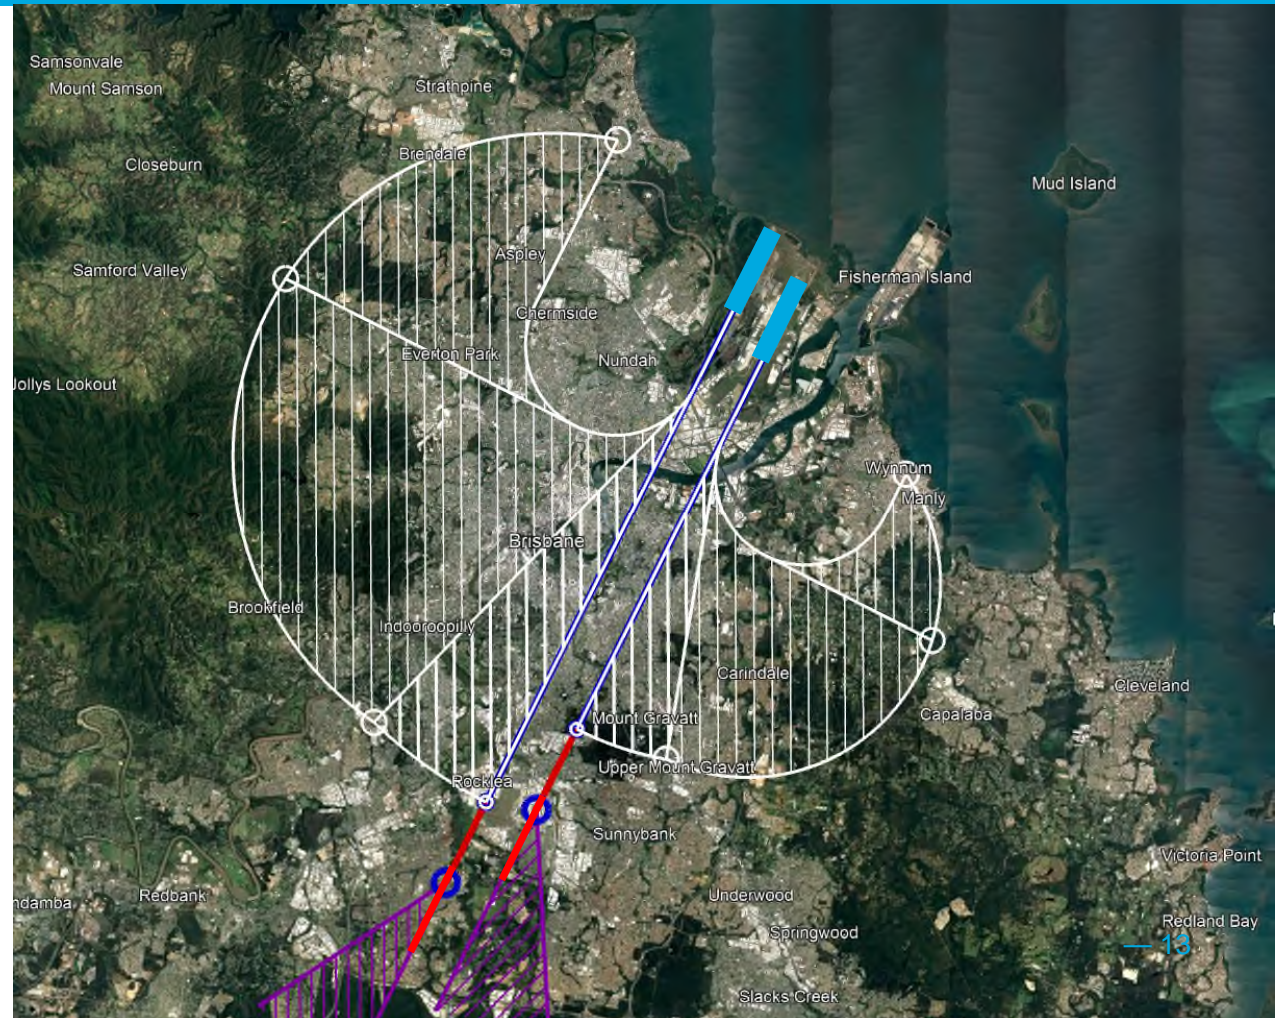 Samsonvale
Mount Samson
Strathpine
Closeburn
Brendale
Mud Island
Samford Valley
Aspley
Fisherman Island
Chermside
Everton Park
Nundah
Jollys Lookout
Wynnum
Manly
Brisbane
Brookfield
Indooroopilly
Carindale
Cleveland
Mount Gravatt
Capalaba
Upper Mount Gravatt
Rocklea
Sunnybank
Victoria Point
Redbank
Underwood
ndamba
Redland Bay
Springwood
— 13
Slacks Creek